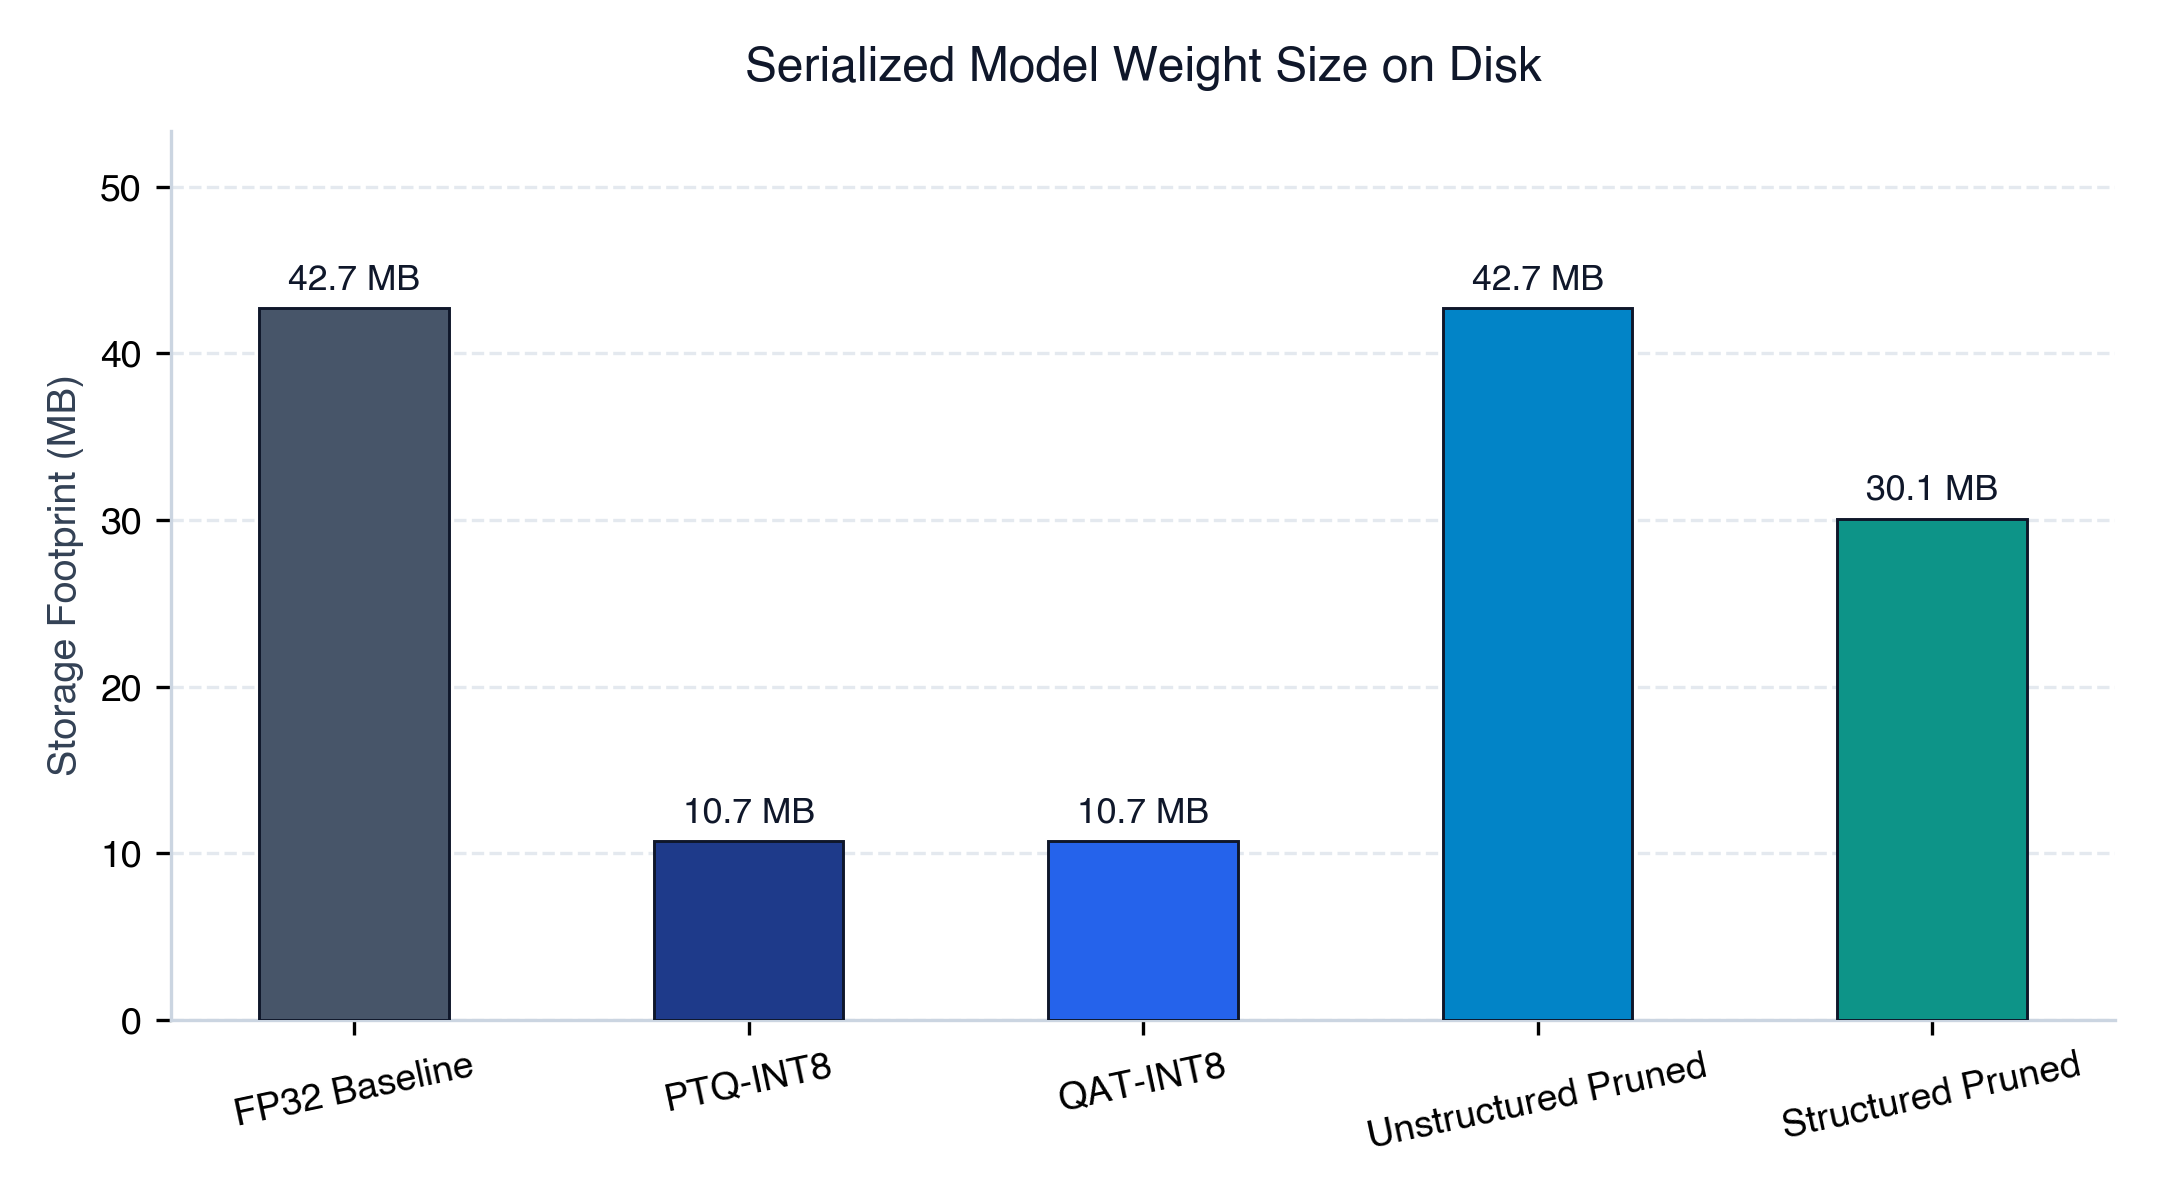 Serialized Model Weight Size on Disk
Storage Footprint (MB)
50
40
30
20
10
0
42.7 MB
10.7 MB
10.7 MB
42.7 MB
30.1 MB
FP32 Baseline
PTQ-INT8
QAT-INT8
Unstructured Pruned
Structured Pruned